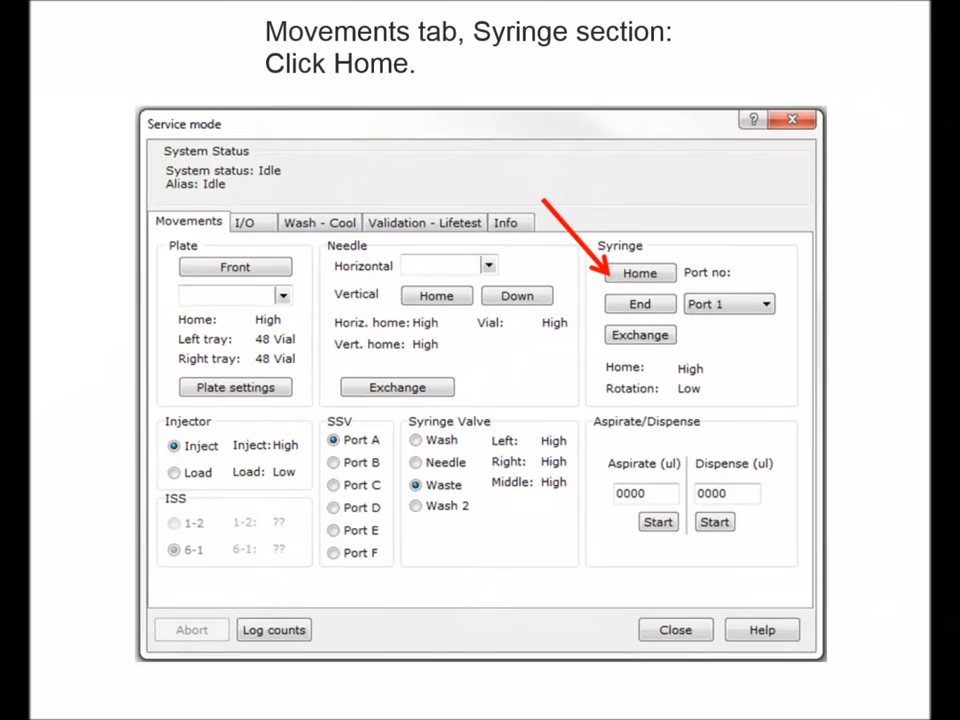 Movements tab, Syringe section:
Click Home.
Service mode
?
System Status
System status: Idle
Alias: Idle
Movements I/O Wash - Cool Validation - Lifetest Info
Plate
Front
Home: High
Left tray: 48 Vial
Right tray: 48 Vial
Plate settings
Needle
Horizontal
Vertical Home Down
Horiz. home: High Vial: High
Vert. home: High
Exchange
Syringe
Home Port no:
End Port 1
Exchange
Home: High
Rotation: Low
Injector
Inject Inject: High
Load Load: Low
ISS
1-2 1-2: ??
6-1 6-1: ??
SSV
Port A
Port B
Port C
Port D
Port E
Port F
Syringe Valve
Wash Left: High
Needle Right: High
Waste Middle: High
Wash 2
Aspirate/Dispense
Aspirate (ul) Dispense (ul)
0000 0000
Start Start
Abort Log counts Close Help